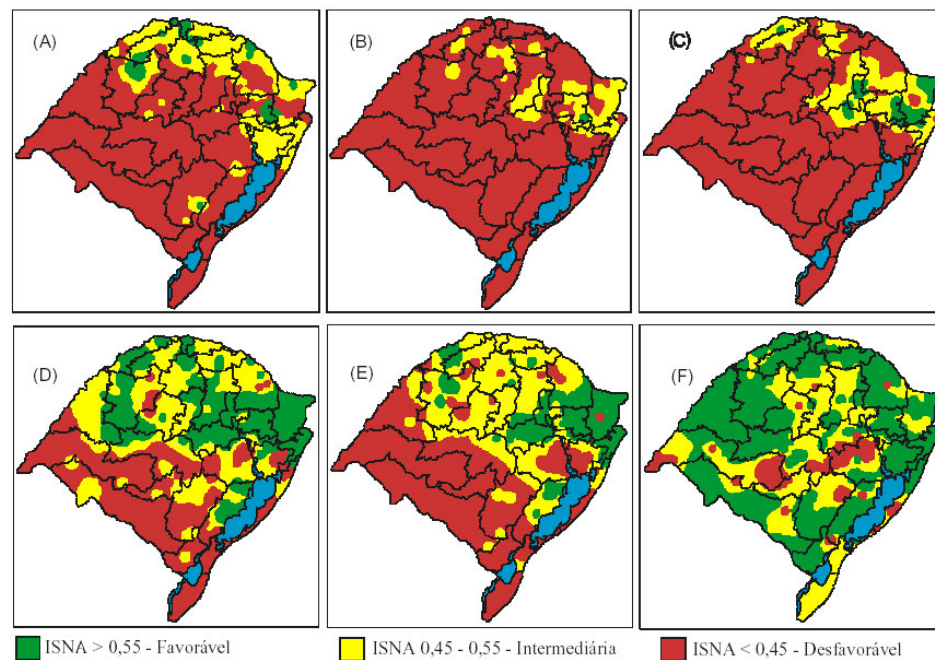 (A)
(B)
(C)
(D)
(E)
(F)
ISNA > 0,55 - Favorável
ISNA 0,45 - 0,55 - Intermediária
ISNA < 0,45 - Desfavorável